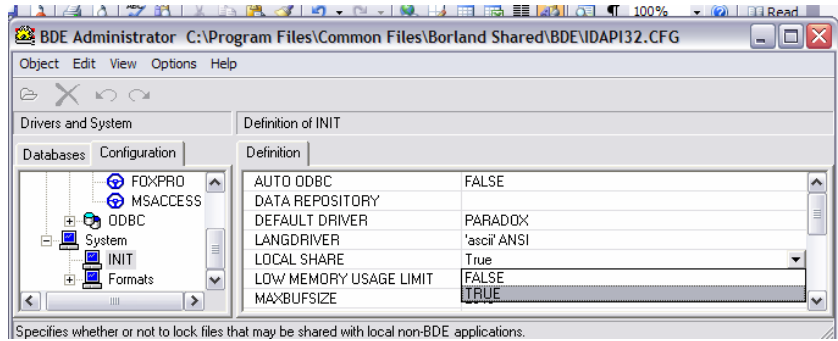 100%
Read
BDE Administrator C:\Program Files\Common Files\Borland Shared\BDE\IDAPI32.CFG
Object Edit View Options Help
Drivers and System
Definition of INIT
Databases Configuration
Definition
FOXPRO
MSACCESS
ODBC
System
INIT
Formats
AUTO ODBC FALSE
DATA REPOSITORY
DEFAULT DRIVER PARADOX
LANGDRIVER 'ascii' ANSI
LOCAL SHARE True
LOW MEMORY USAGE LIMIT FALSE
MAXBUFSIZE TRUE
Specifies whether or not to lock files that may be shared with local non-BDE applications.